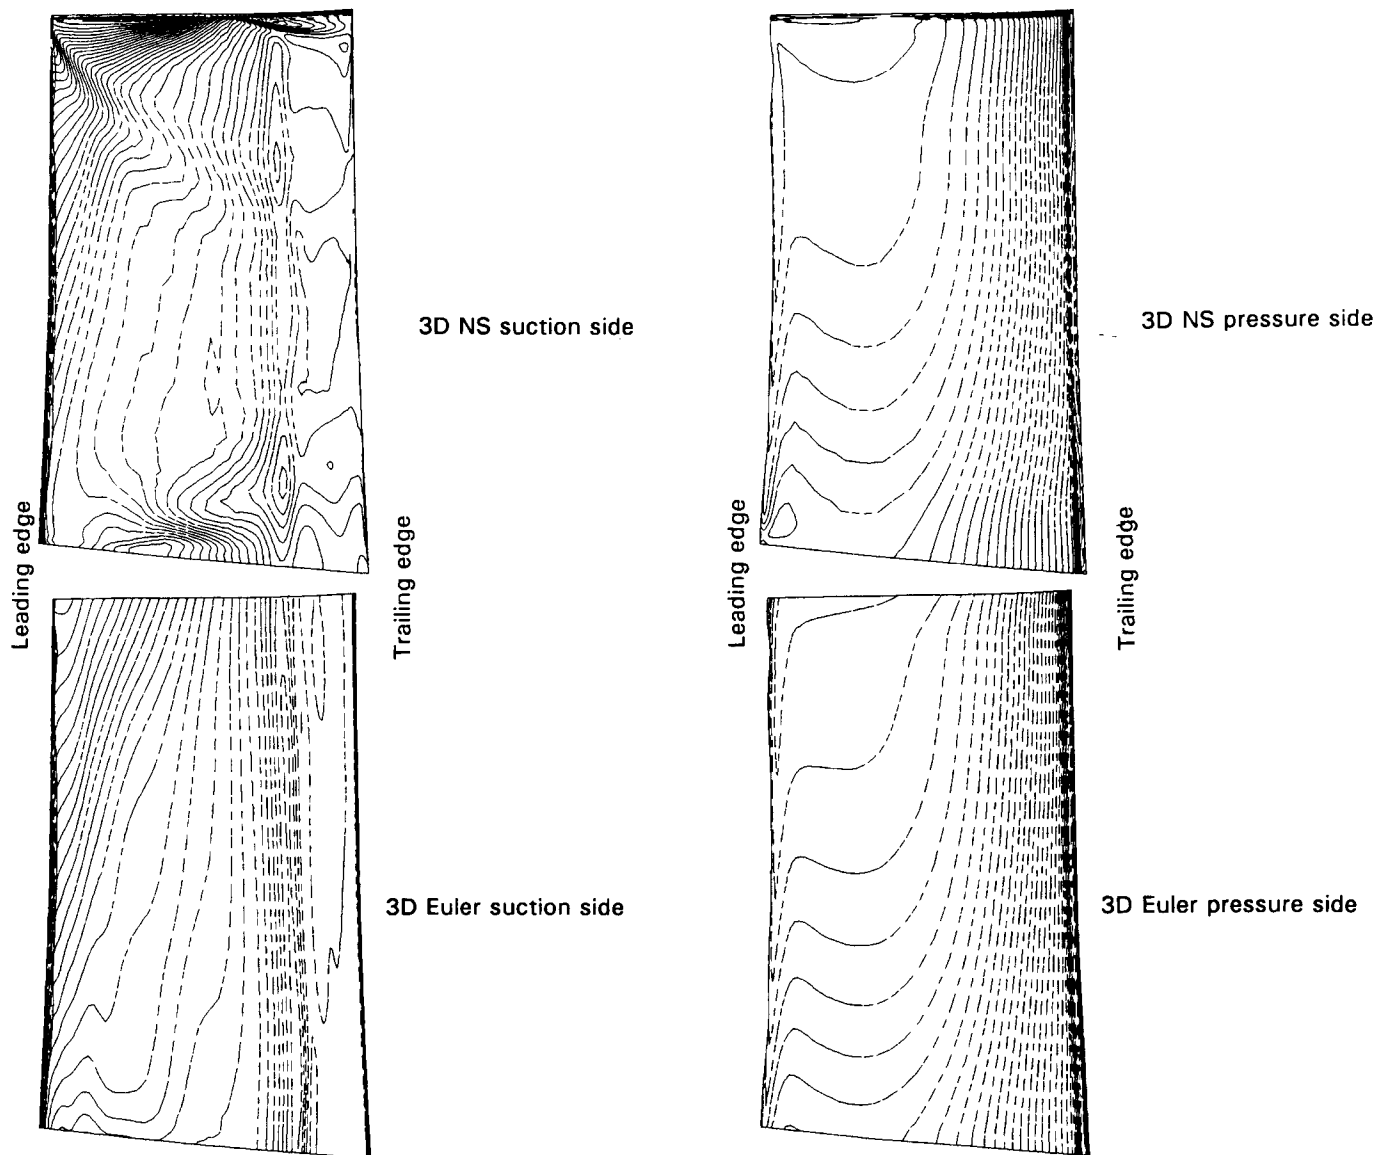 3D NS suction side
3D NS pressure side
Leading edge
Trailing edge
Leading edge
Trailing edge
3D Euler suction side
3D Euler pressure side